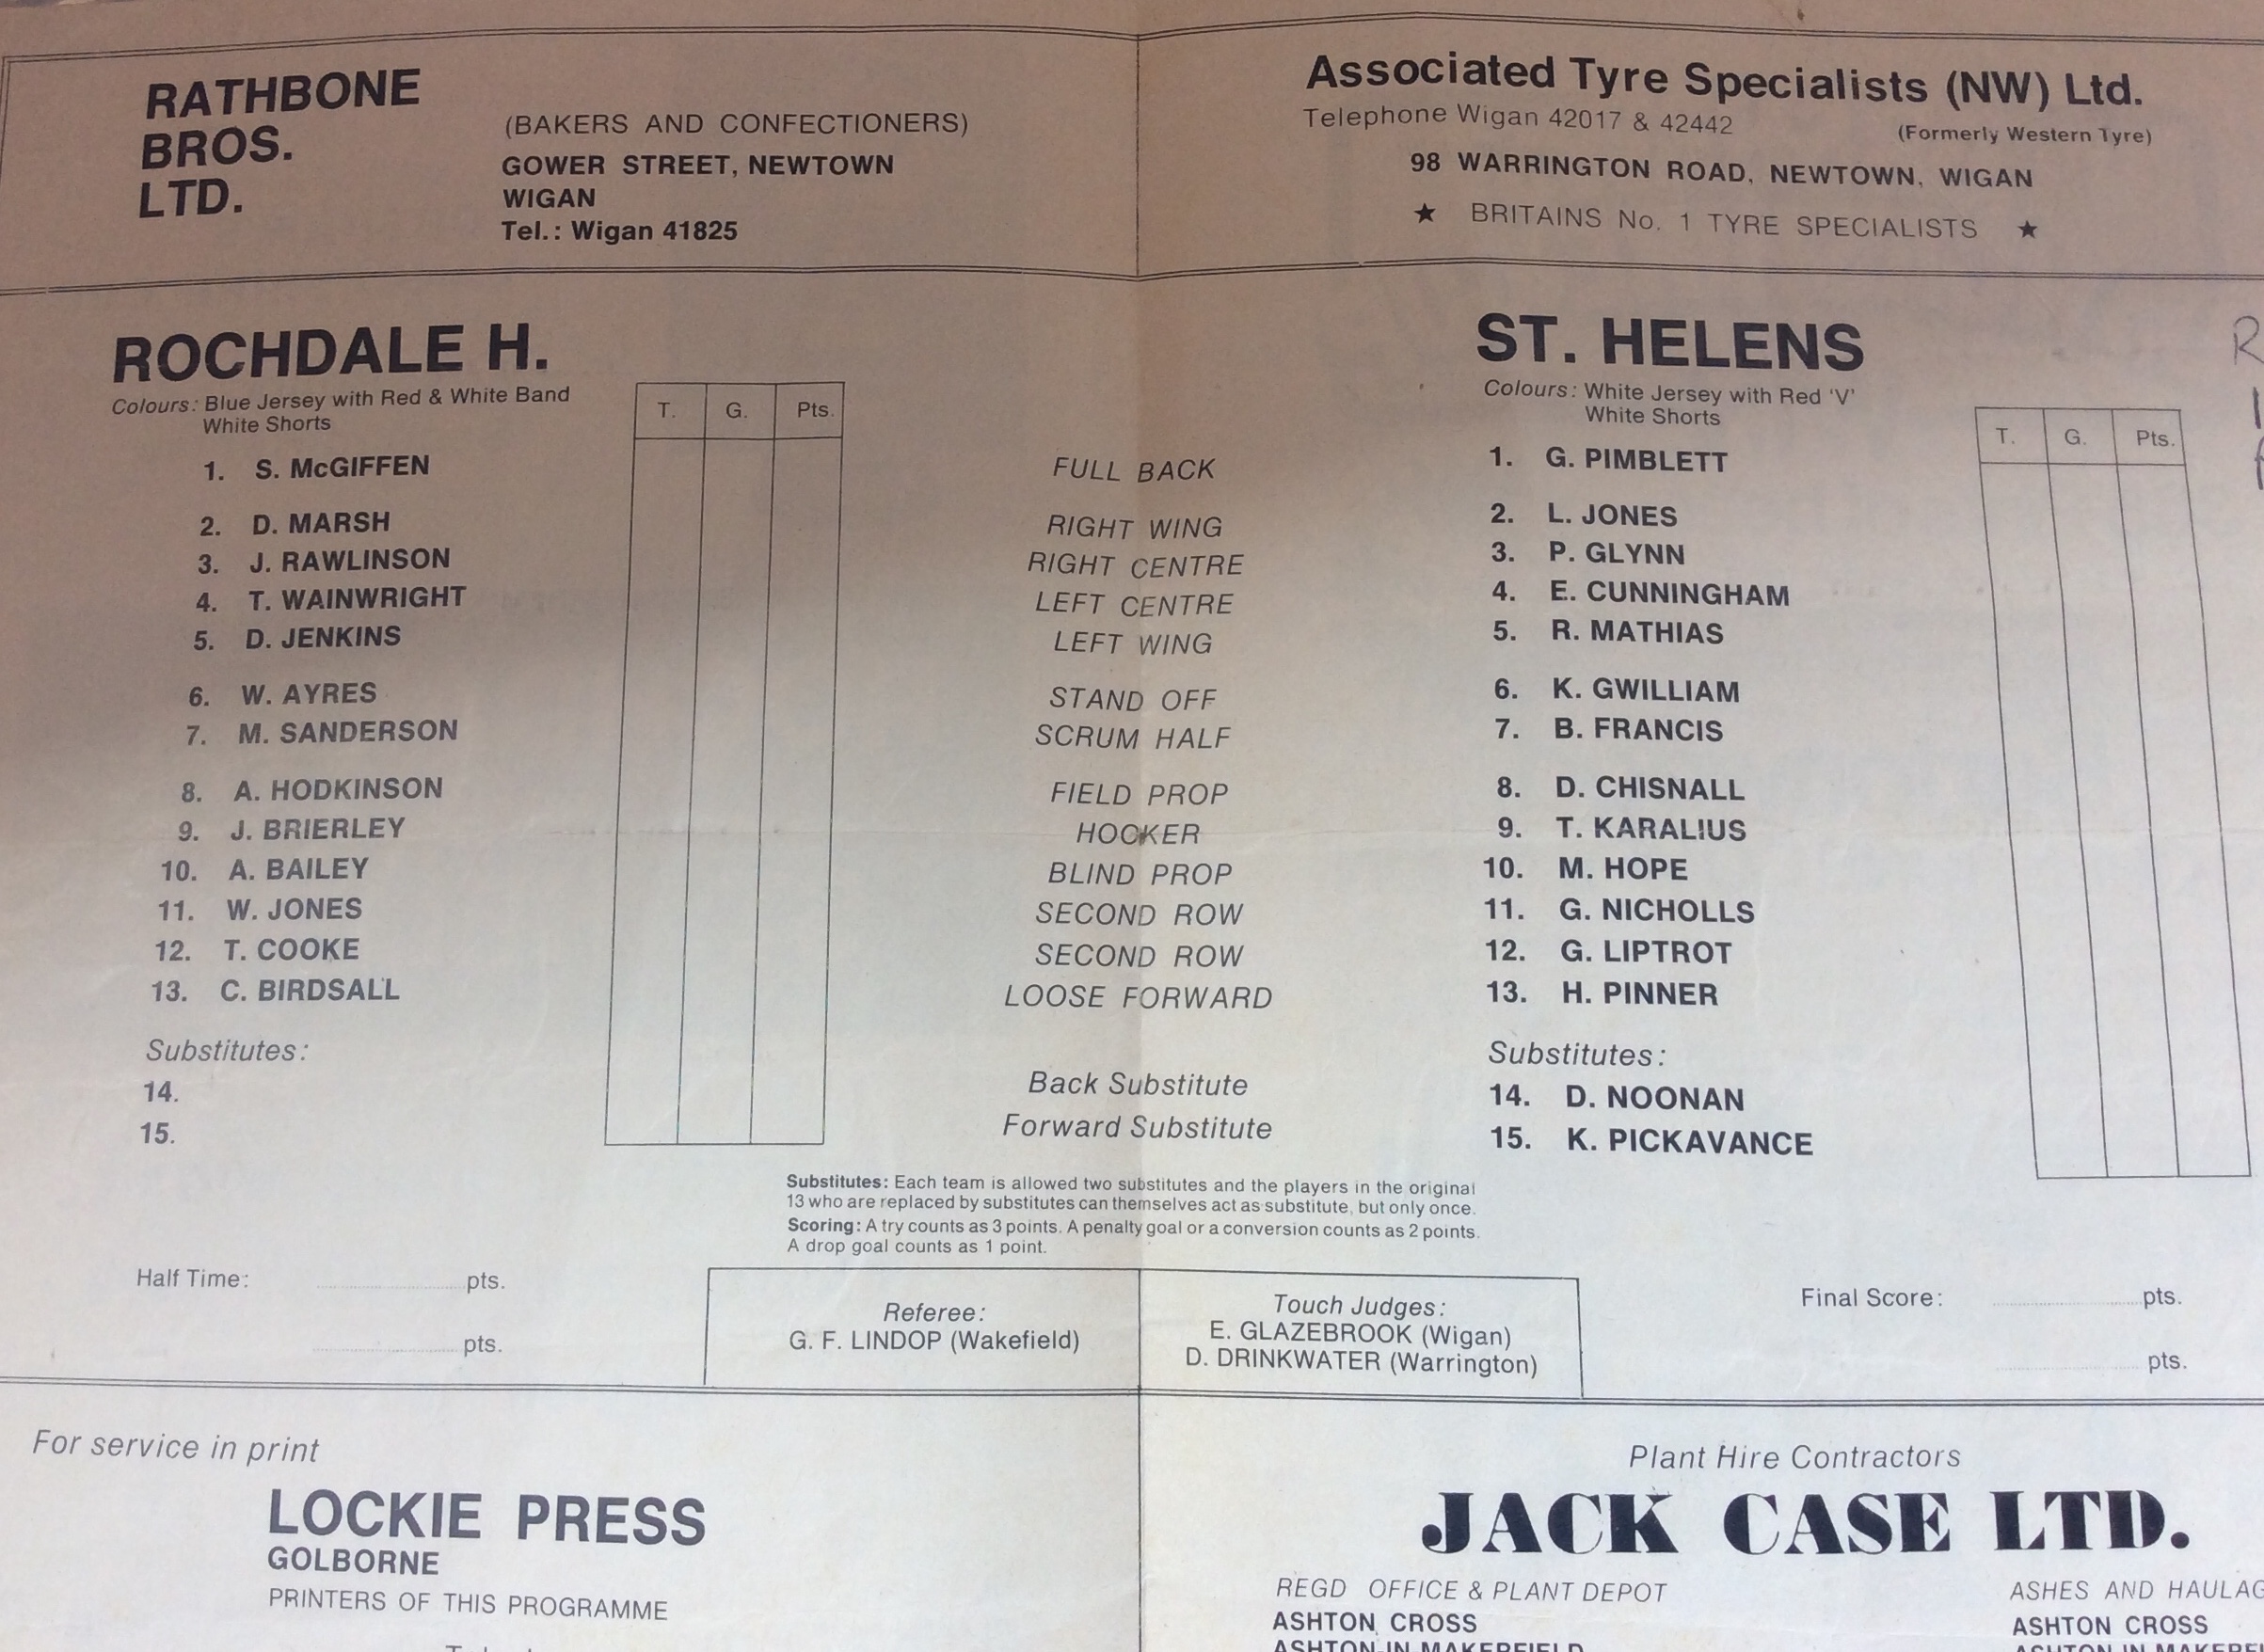 RATHBONE
BROS.
LTD.
(BAKERS AND CONFECTIONERS)
GOWER STREET, NEWTOWN
WIGAN
Tel.: Wigan 41825
Associated Tyre Specialists (NW) Ltd.
Telephone Wigan 42017 & 42442
(Formerly Western Tyre)
98 WARRINGTON ROAD, NEWTOWN, WIGAN
★ BRITAINS No. 1 TYRE SPECIALISTS ★
ROCHDALE H.
Colours: Blue Jersey with Red & White Band
White Shorts
T. G. Pts.
1. S. McGIFFEN
2. D. MARSH
3. J. RAWLINSON
4. T. WAINWRIGHT
5. D. JENKINS
6. W. AYRES
7. M. SANDERSON
8. A. HODKINSON
9. J. BRIERLEY
10. A. BAILEY
11. W. JONES
12. T. COOKE
13. C. BIRDSALL
Substitutes:
14.
15.
FULL BACK
RIGHT WING
RIGHT CENTRE
LEFT CENTRE
LEFT WING
STAND OFF
SCRUM HALF
FIELD PROP
HOCKER
BLIND PROP
SECOND ROW
SECOND ROW
LOOSE FORWARD
Back Substitute
Forward Substitute
ST. HELENS
Colours: White Jersey with Red 'V'
White Shorts
T. G. Pts.
1. G. PIMBLETT
2. L. JONES
3. P. GLYNN
4. E. CUNNINGHAM
5. R. MATHIAS
6. K. GWILLIAM
7. B. FRANCIS
8. D. CHISNALL
9. T. KARALIUS
10. M. HOPE
11. G. NICHOLLS
12. G. LIPTROT
13. H. PINNER
Substitutes:
14. D. NOONAN
15. K. PICKAVANCE
Substitutes: Each team is allowed two substitutes and the players in the original
13 who are replaced by substitutes can themselves act as substitute, but only once.
Scoring: A try counts as 3 points. A penalty goal or a conversion counts as 2 points.
A drop goal counts as 1 point.
Half Time: pts.
pts.
Referee:
G. F. LINDOP (Wakefield)
Touch Judges:
E. GLAZEBROOK (Wigan)
D. DRINKWATER (Warrington)
Final Score: pts.
pts.
For service in print
LOCKIE PRESS
GOLBORNE
PRINTERS OF THIS PROGRAMME
Plant Hire Contractors
JACK CASE LTD.
REGD OFFICE & PLANT DEPOT
ASHTON CROSS
ASHTON-IN-MAKERFIELD
ASHES AND HAULAG
ASHTON CROSS